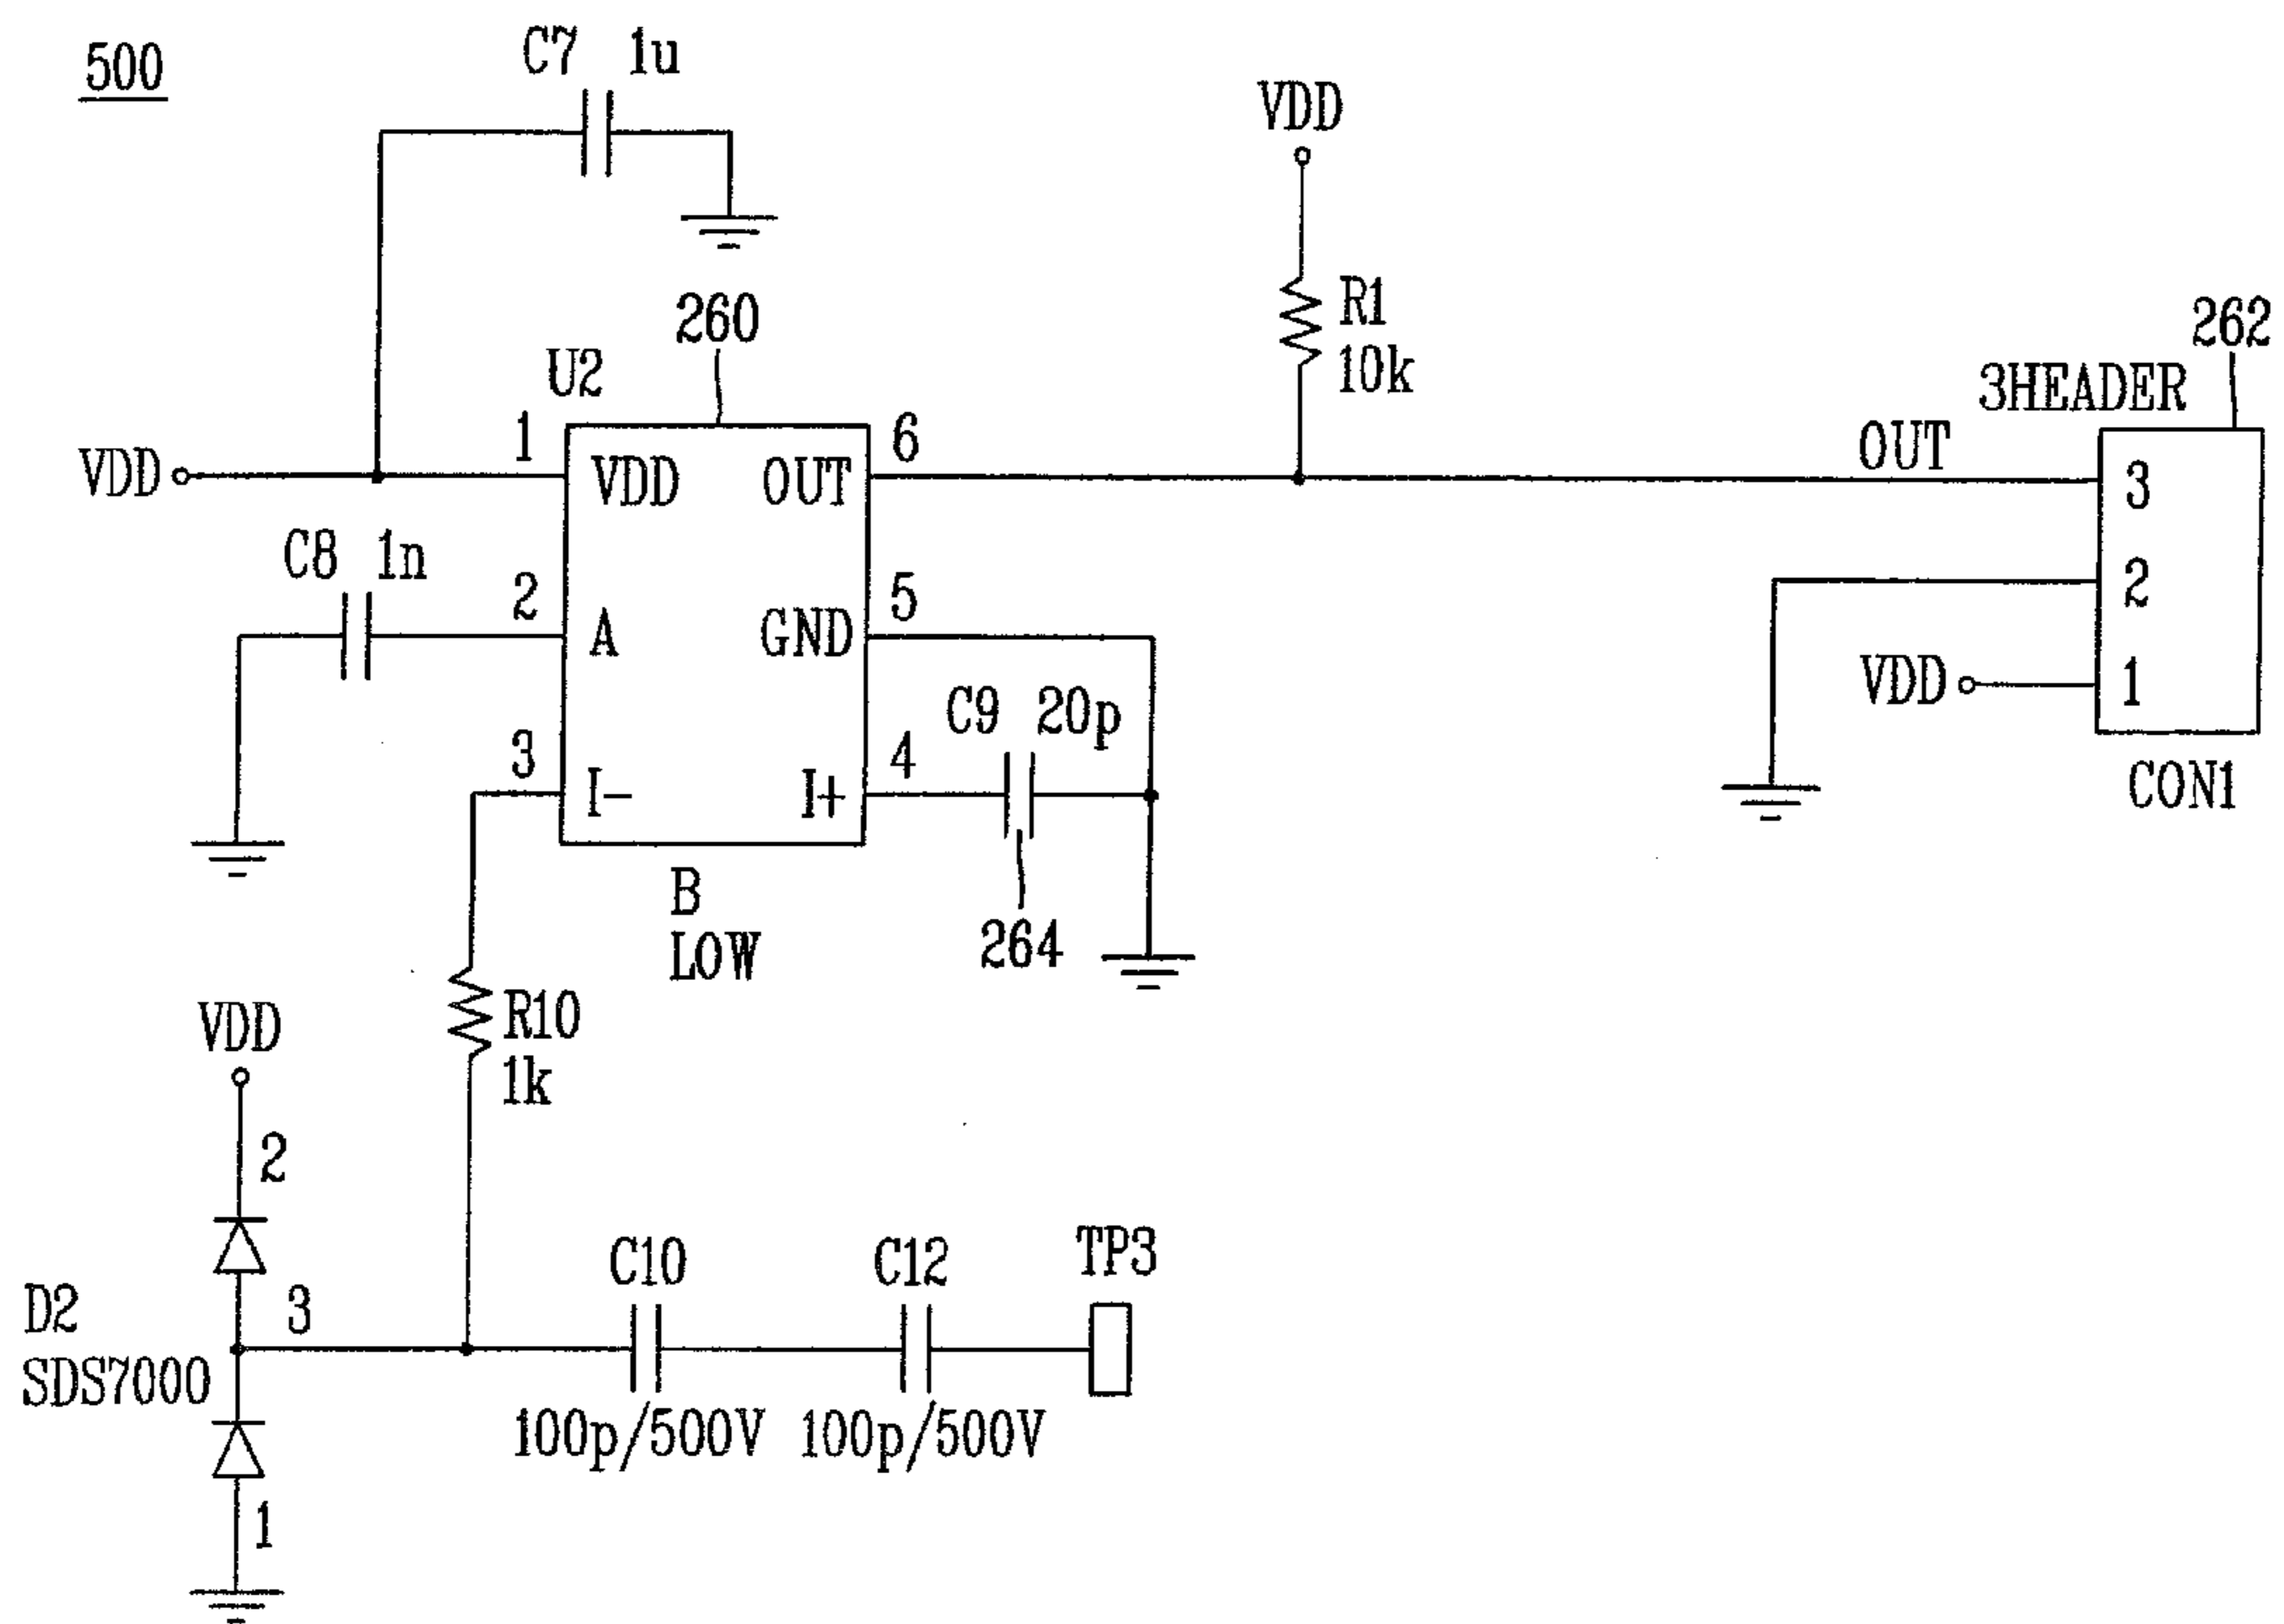 500
C7 1u
VDD
260
U2
R1
10k
262
3HEADER
1
6
OUT
VDD
VDD OUT
3
C8 1n
2
5
2
A GND
VDD
1
C9 20p
3
4
I- I+
CON1
B
LOW
264
R10
1k
VDD
2
C10
C12
TP3
D2
3
SDS7000
100p/500V
100p/500V
1